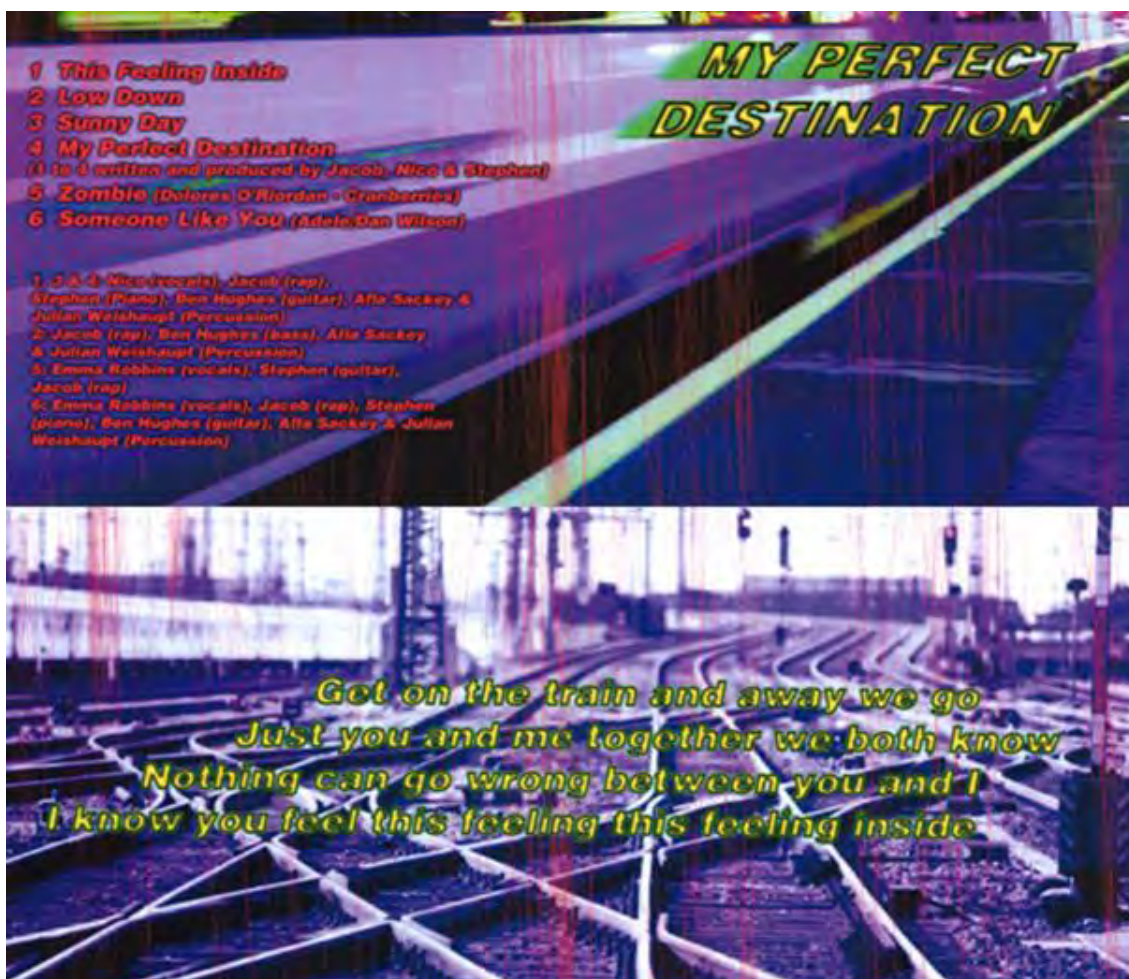 1 This Feeling Inside
2 Low Down
3 Sunny Day
4 My Perfect Destination
(1 to 4 written and produced by Jacob, Nico & Stephen)
5 Zombie (Dolores O'Riordan - Cranberries)
6 Someone Like You (Adele/Dan Wilson)
1, 3 & 4: Nico (vocals), Jacob (rap),
Stephen (Piano), Ben Hughes (guitar), Afla Sackey &
Julian Weishaupt (Percussion)
2: Jacob (rap), Ben Hughes (bass), Afla Sackey
& Julian Weishaupt (Percussion)
5: Emma Robbins (vocals), Stephen (guitar),
Jacob (rap)
6: Emma Robbins (vocals), Jacob (rap), Stephen
(piano), Ben Hughes (guitar), Afla Sackey & Julian
Weishaupt (Percussion)
MY PERFECT
DESTINATION
Get on the train and away we go
Just you and me together we both know
Nothing can go wrong between you and I
I know you feel this feeling this feeling inside